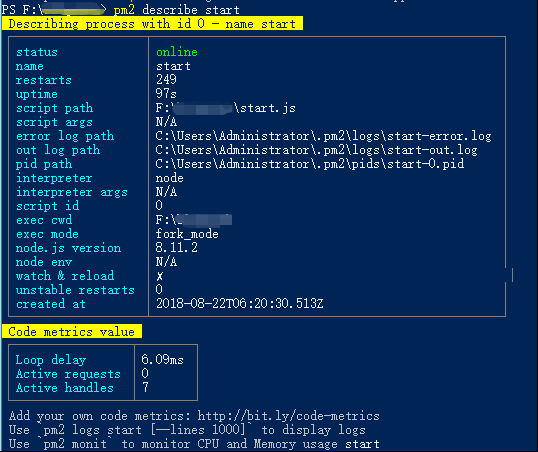 PS F:\> pm2 describe start
Describing process with id 0 - name start
status online
name start
restarts 249
uptime 97s
script path F:\ \start.js
script args N/A
error log path C:\Users\Administrator\.pm2\logs\start-error.log
out log path C:\Users\Administrator\.pm2\logs\start-out.log
pid path C:\Users\Administrator\.pm2\pids\start-0.pid
interpreter node
interpreter args N/A
script id 0
exec cwd F:\
exec mode fork_mode
node.js version 8.11.2
node env N/A
watch & reload ✗
unstable restarts 0
created at 2018-08-22T06:20:30.513Z
Code metrics value
Loop delay 6.09ms
Active requests 0
Active handles 7
Add your own code metrics: http://bit.ly/code-metrics
Use `pm2 logs start [--lines 1000]` to display logs
Use `pm2 monit` to monitor CPU and Memory usage start